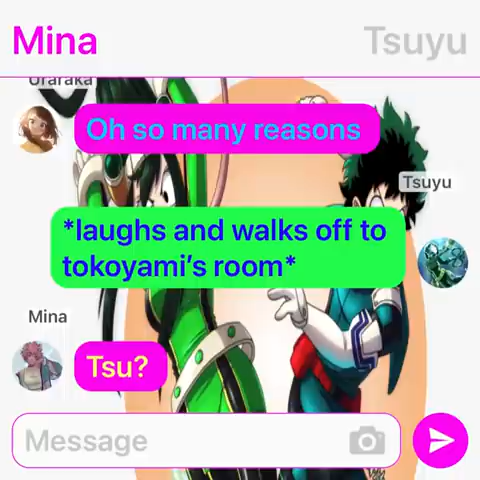 Mina
Tsuyu
Uraraka
Oh so many reasons
Tsuyu
*laughs and walks off to
tokoyami’s room*
Mina
Tsu?
Message